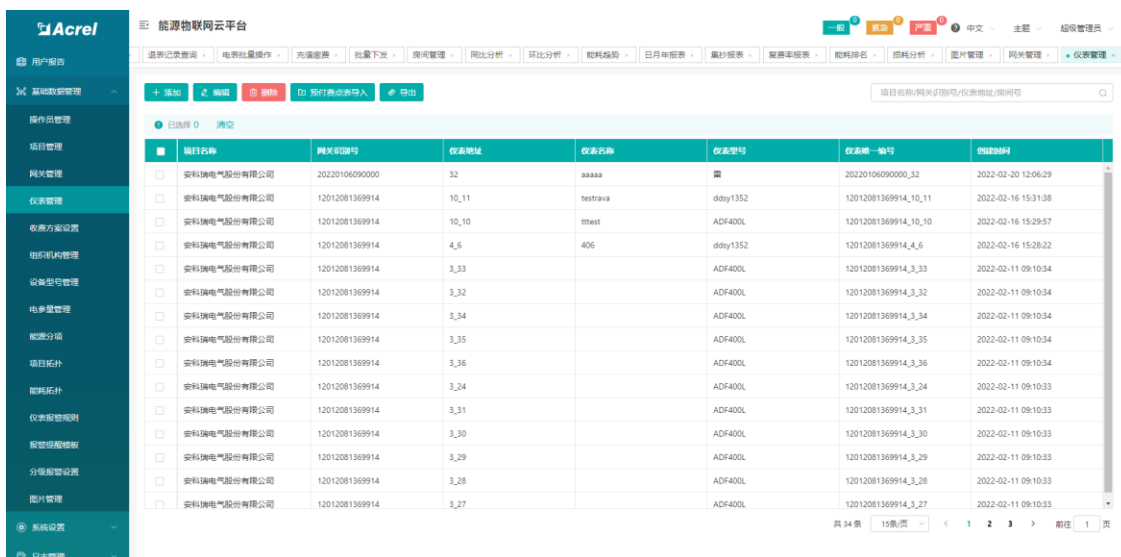 Acrel
能源物联网云平台
一般 0 紧急 0 严重 0 中文 主题 超级管理员
退表记录查询 × 电表批量操作 × 充值缴费 × 批量下发 × 房间管理 × 同比分析 × 环比分析 × 能耗趋势 × 日月年报表 × 集抄报表 × 复费率报表 × 能耗排名 × 损耗分析 × 图片管理 × 网关管理 × 仪表管理 ×
用户报告
基础数据管理
操作员管理
项目管理
网关管理
仪表管理
收费方案设置
组织机构管理
设备型号管理
电参量管理
能源分项
项目拓扑
能耗拓扑
仪表报警规则
报警提醒模板
分级报警设置
图片管理
系统设置
日志管理
+ 添加 编辑 删除 预付费点表导入 导出 项目名称/网关识别号/仪表地址/房间号
已选择 0 清空
项目名称 网关识别号 仪表地址 仪表名称 仪表型号 仪表唯一编号 创建时间
安科瑞电气股份有限公司 20220106090000 32 aaaaa 雷 20220106090000_32 2022-02-20 12:06:29
安科瑞电气股份有限公司 12012081369914 10_11 testrava ddsy1352 12012081369914_10_11 2022-02-16 15:31:38
安科瑞电气股份有限公司 12012081369914 10_10 tttest ADF400L 12012081369914_10_10 2022-02-16 15:29:57
安科瑞电气股份有限公司 12012081369914 4_6 406 ddsy1352 12012081369914_4_6 2022-02-16 15:28:22
安科瑞电气股份有限公司 12012081369914 3_33 ADF400L 12012081369914_3_33 2022-02-11 09:10:34
安科瑞电气股份有限公司 12012081369914 3_32 ADF400L 12012081369914_3_32 2022-02-11 09:10:34
安科瑞电气股份有限公司 12012081369914 3_34 ADF400L 12012081369914_3_34 2022-02-11 09:10:34
安科瑞电气股份有限公司 12012081369914 3_35 ADF400L 12012081369914_3_35 2022-02-11 09:10:34
安科瑞电气股份有限公司 12012081369914 3_36 ADF400L 12012081369914_3_36 2022-02-11 09:10:34
安科瑞电气股份有限公司 12012081369914 3_24 ADF400L 12012081369914_3_24 2022-02-11 09:10:33
安科瑞电气股份有限公司 12012081369914 3_31 ADF400L 12012081369914_3_31 2022-02-11 09:10:33
安科瑞电气股份有限公司 12012081369914 3_30 ADF400L 12012081369914_3_30 2022-02-11 09:10:33
安科瑞电气股份有限公司 12012081369914 3_29 ADF400L 12012081369914_3_29 2022-02-11 09:10:33
安科瑞电气股份有限公司 12012081369914 3_28 ADF400L 12012081369914_3_28 2022-02-11 09:10:33
安科瑞电气股份有限公司 12012081369914 3_27 ADF400L 12012081369914_3_27 2022-02-11 09:10:33
共 34 条 15条/页 < 1 2 3 > 前往 1 页